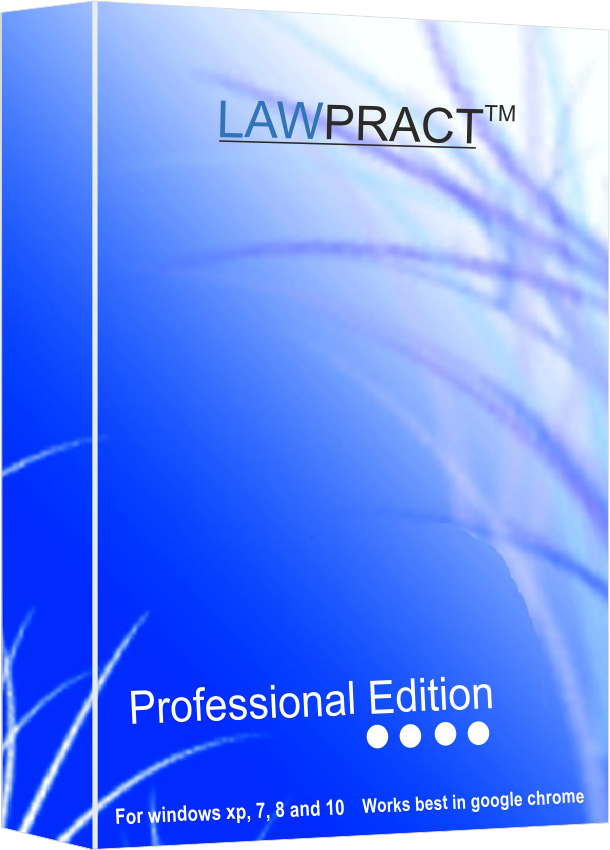 LAWPRACT™
Professional Edition
For windows xp, 7, 8 and 10 Works best in google chrome